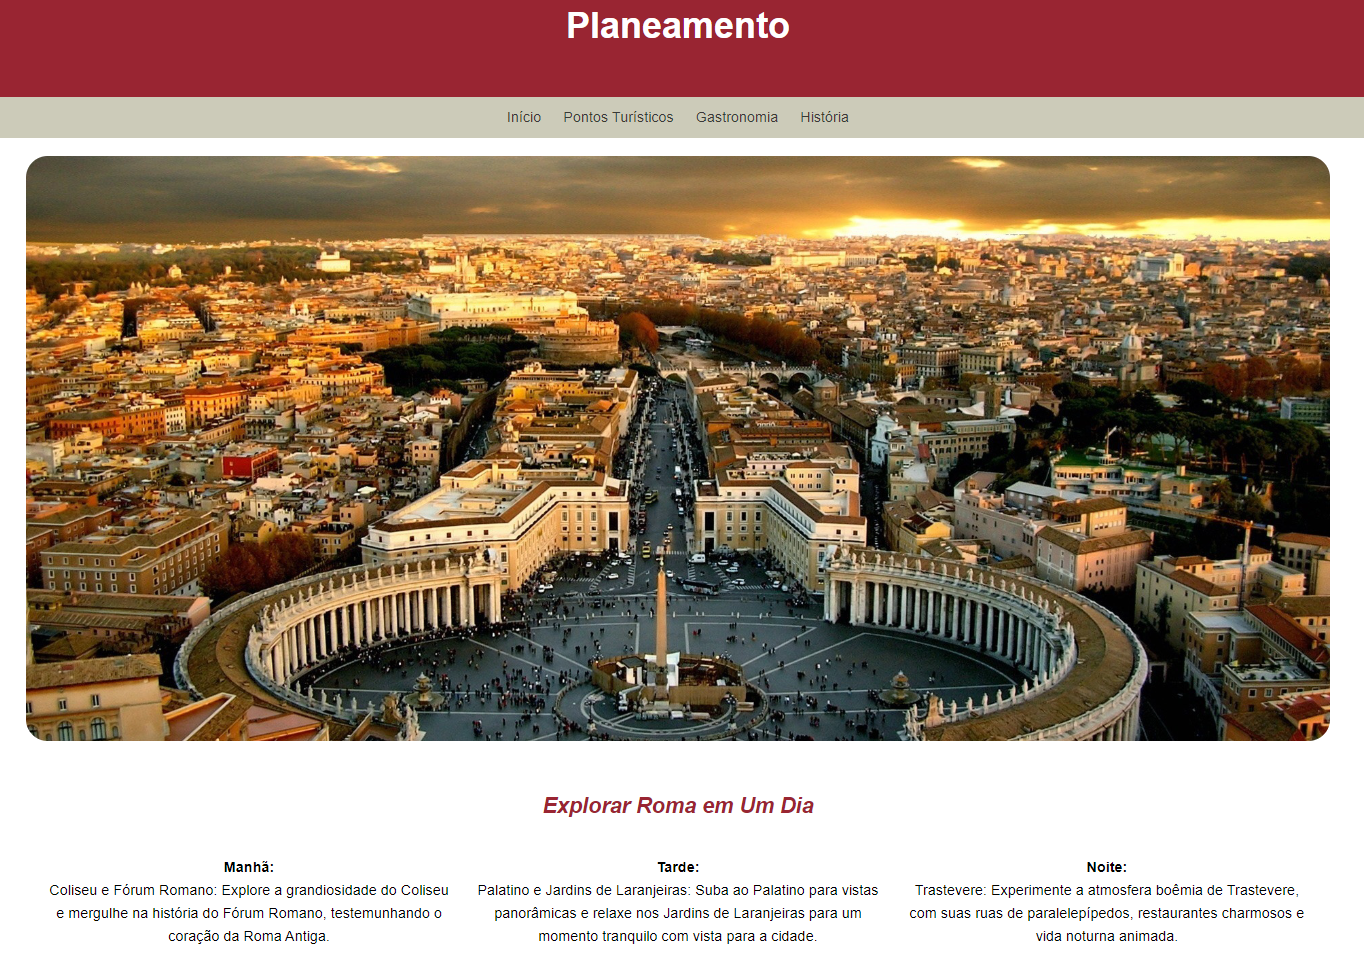 Planeamento
Início Pontos Turísticos Gastronomia História
Explorar Roma em Um Dia
Manhã:
Coliseu e Fórum Romano: Explore a grandiosidade do Coliseu
e mergulhe na história do Fórum Romano, testemunhando o
coração da Roma Antiga.
Tarde:
Palatino e Jardins de Laranjeiras: Suba ao Palatino para vistas
panorâmicas e relaxe nos Jardins de Laranjeiras para um
momento tranquilo com vista para a cidade.
Noite:
Trastevere: Experimente a atmosfera boêmia de Trastevere,
com suas ruas de paralelepípedos, restaurantes charmosos e
vida noturna animada.